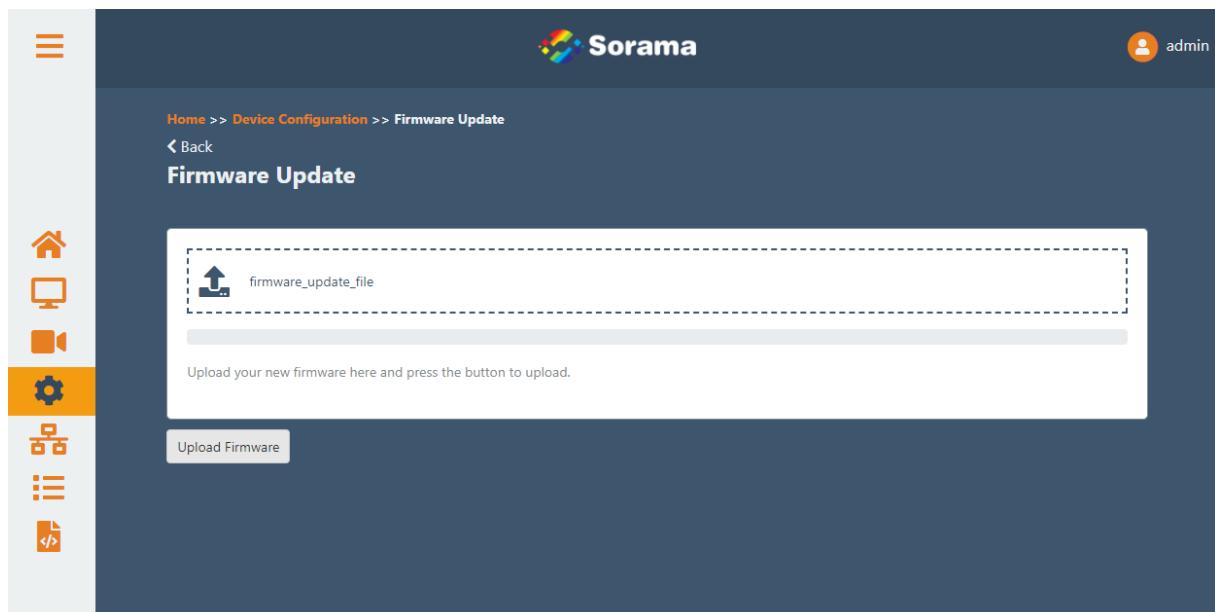 Sorama
admin
Home >> Device Configuration >> Firmware Update
Back
Firmware Update
firmware_update_file
Upload your new firmware here and press the button to upload.
Upload Firmware